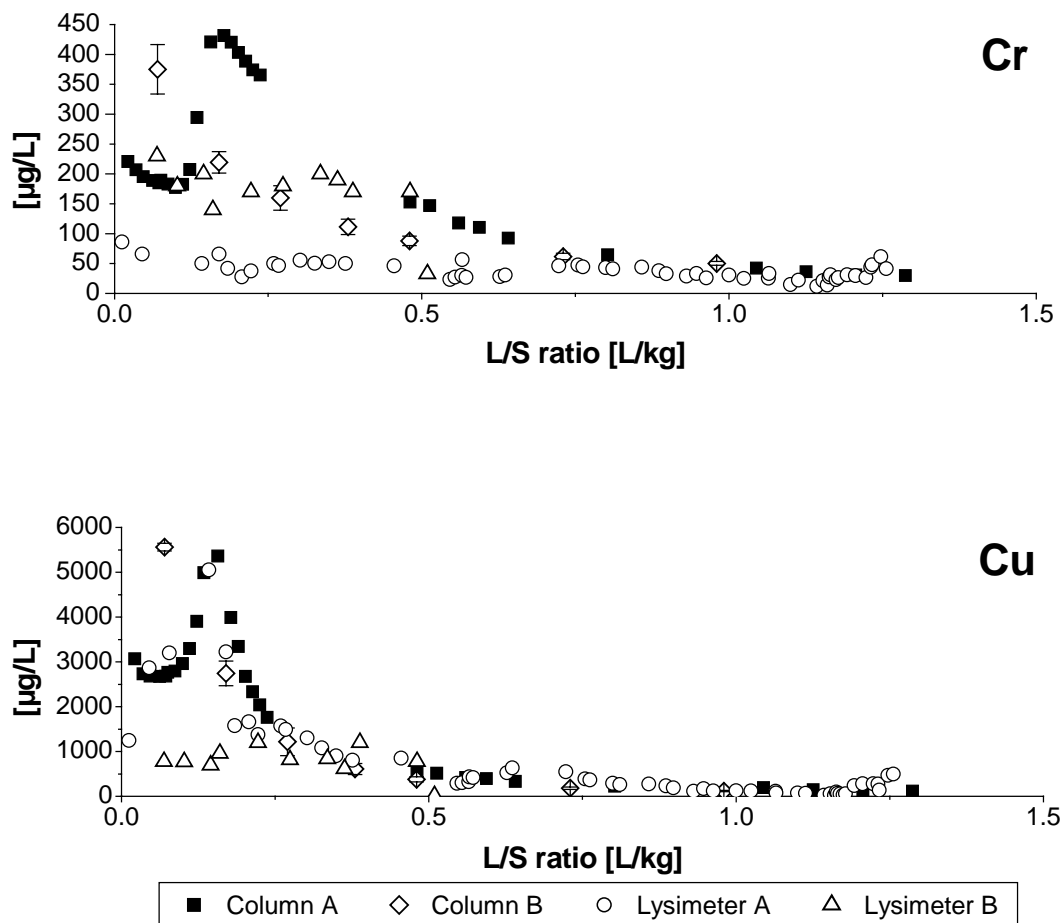 450
400
350
300
250
200
150
100
50
0
[µg/L]
Cr
0.0 0.5 1.0 1.5
L/S ratio [L/kg]
6000
5000
4000
3000
2000
1000
0
[µg/L]
Cu
0.0 0.5 1.0 1.5
L/S ratio [L/kg]
Column A Column B Lysimeter A Lysimeter B